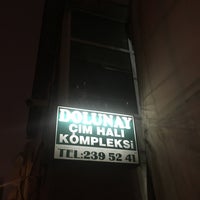 DOLUNAY
ÇİM HALI
KOMPLEKSİ
TEL:239 52 41